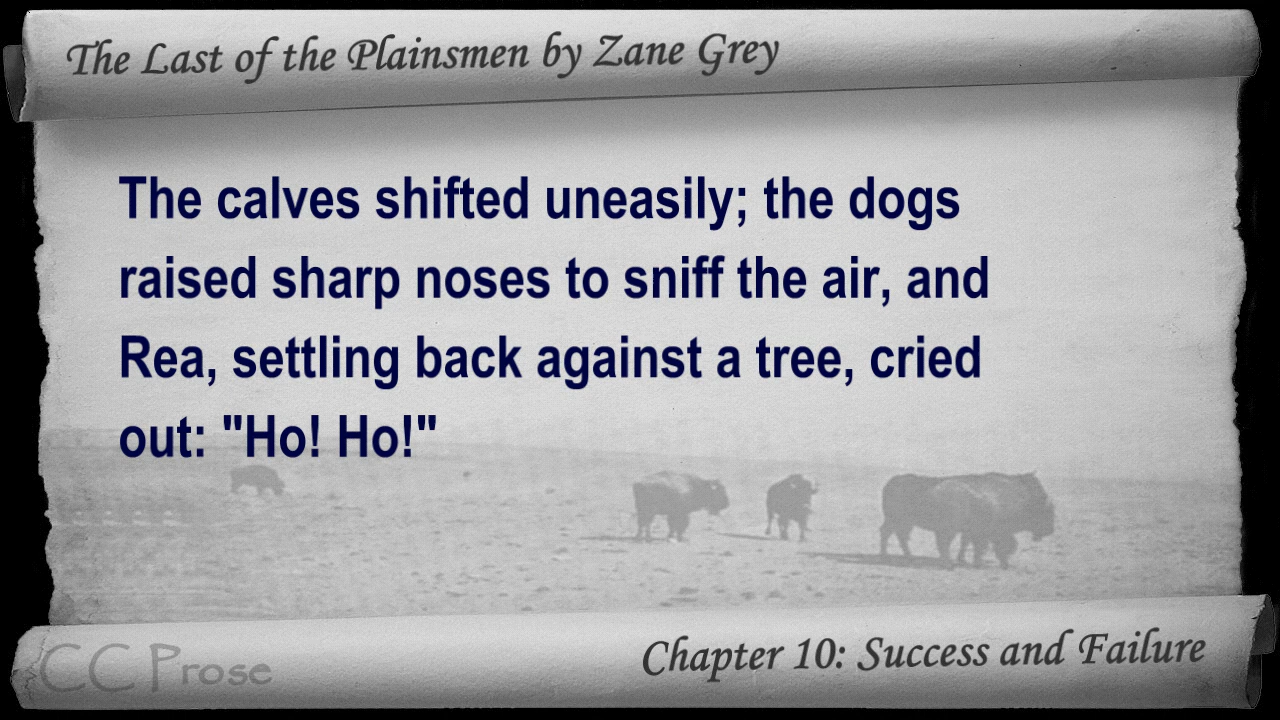 The Last of the Plainsmen by Zane Grey
The calves shifted uneasily; the dogs
raised sharp noses to sniff the air, and
Rea, settling back against a tree, cried
out: "Ho! Ho!"
Chapter 10: Success and Failure
CC Prose